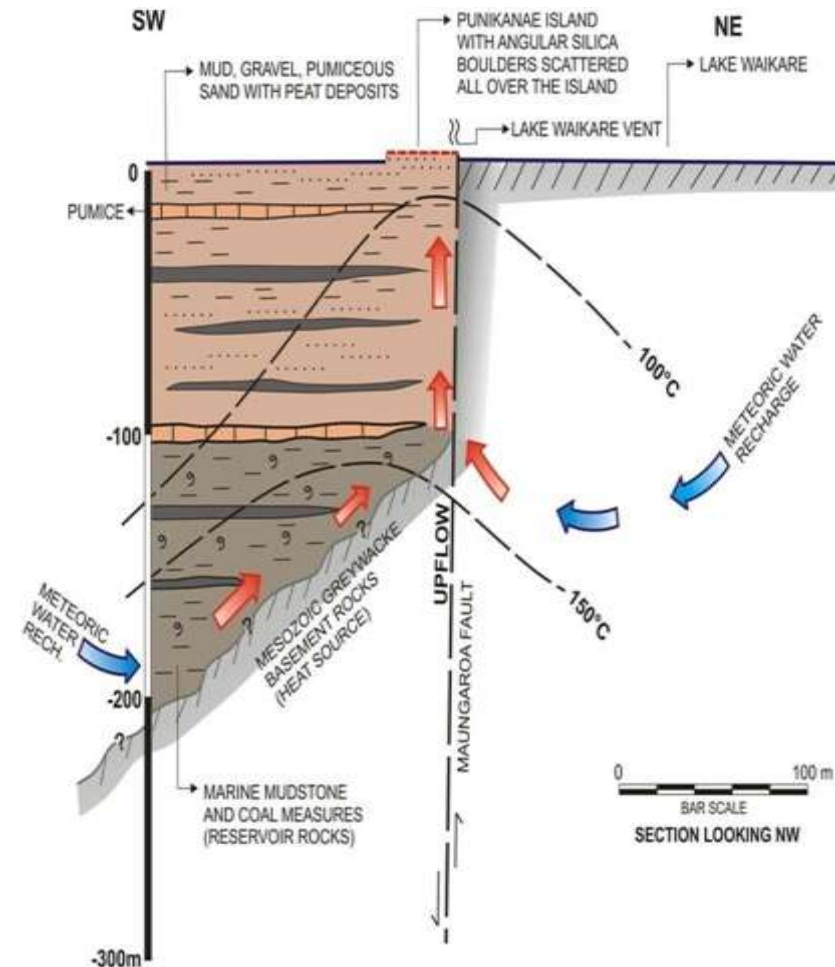 SW
PUNIKANAE ISLAND
WITH ANGULAR SILICA
BOULDERS SCATTERED
ALL OVER THE ISLAND
NE
MUD, GRAVEL, PUMICEOUS
SAND WITH PEAT DEPOSITS
LAKE WAIKARE
LAKE WAIKARE VENT
0
PUMICE
100°C
METEORIC WATER
RECHARGE
-100
?
UPFLOW
150°C
MESOZOIC GREYWACKE
BASEMENT ROCKS
(HEAT SOURCE)
?
METEORIC
WATER
RECH.
?
-200
?
MAUNGAROA FAULT
MARINE MUDSTONE
AND COAL MEASURES
(RESERVOIR ROCKS)
0 100 m
BAR SCALE
SECTION LOOKING NW
-300m